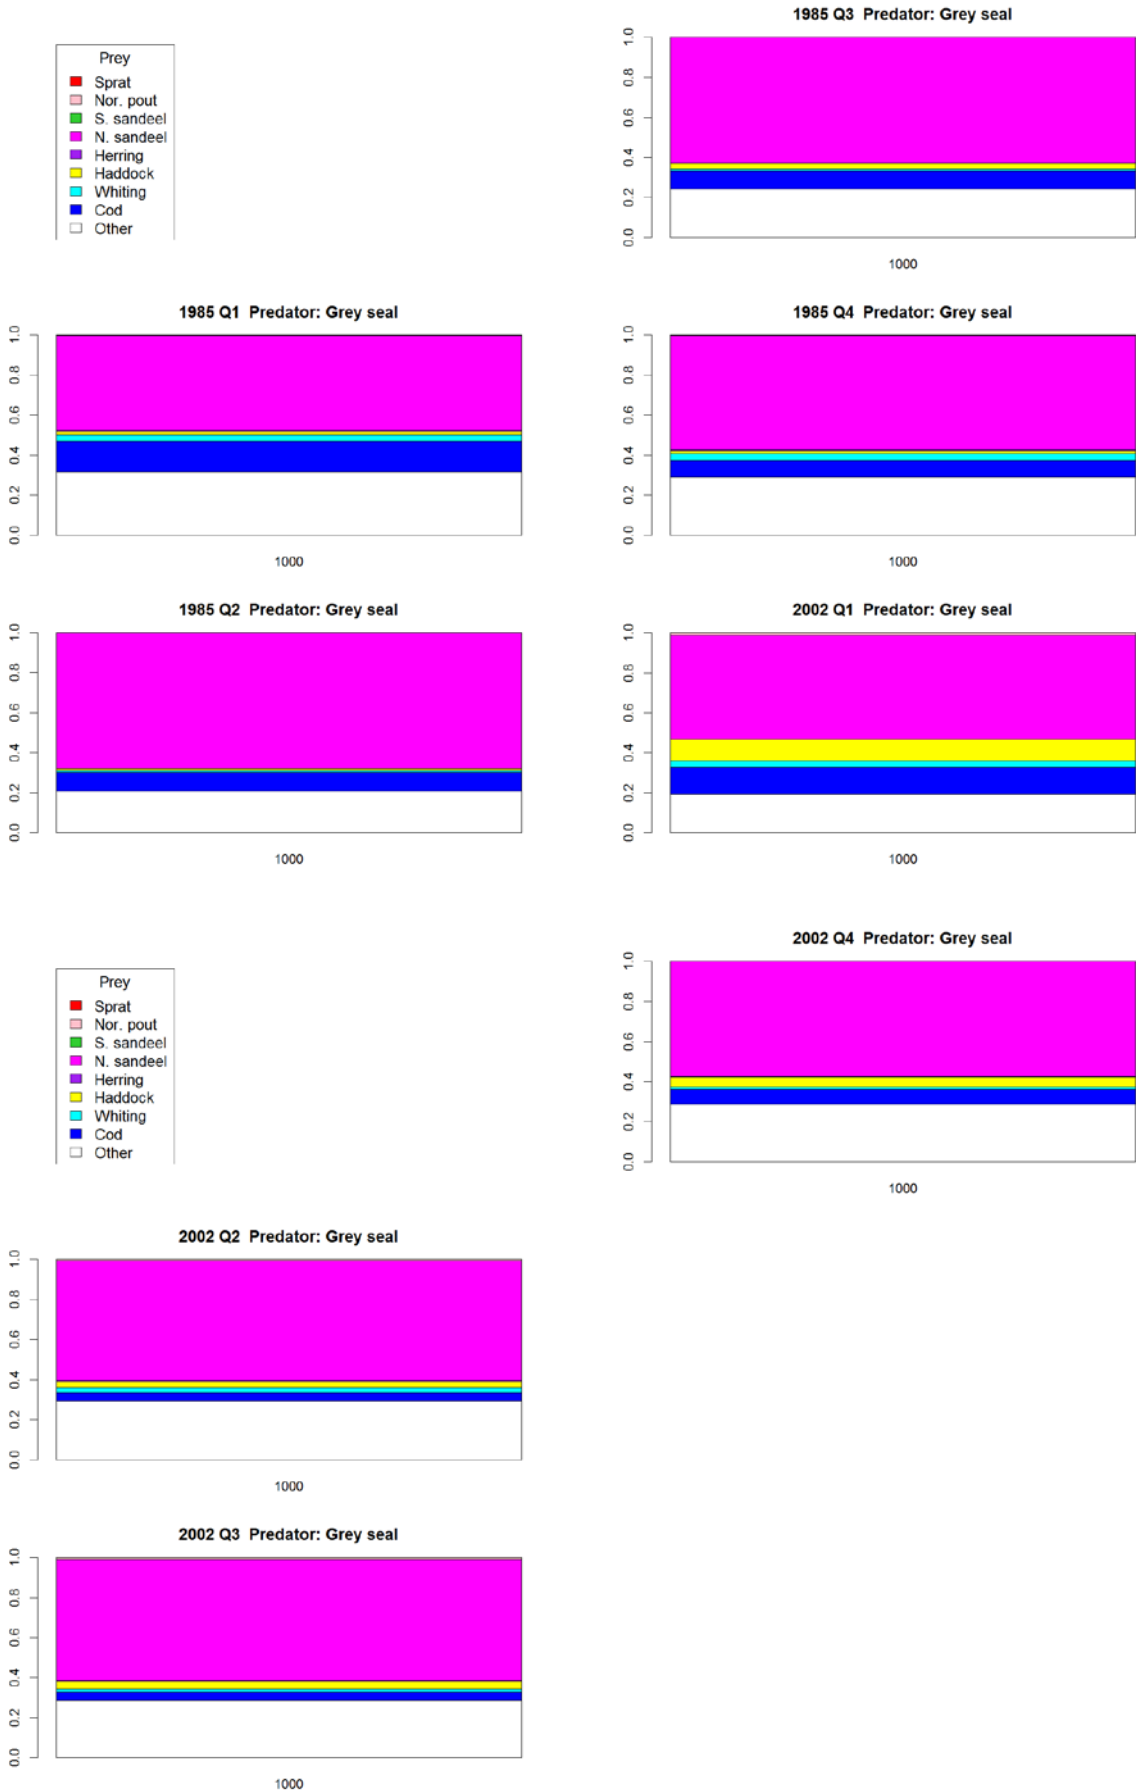 Prey
Sprat
Nor. pout
S. sandeel
N. sandeel
Herring
Haddock
Whiting
Cod
Other
1985 Q3 Predator: Grey seal
0.0 0.2 0.4 0.6 0.8 1.0
1000
1985 Q1 Predator: Grey seal
0.0 0.2 0.4 0.6 0.8 1.0
1000
1985 Q4 Predator: Grey seal
0.0 0.2 0.4 0.6 0.8 1.0
1000
1985 Q2 Predator: Grey seal
0.0 0.2 0.4 0.6 0.8 1.0
1000
2002 Q1 Predator: Grey seal
0.0 0.2 0.4 0.6 0.8 1.0
1000
Prey
Sprat
Nor. pout
S. sandeel
N. sandeel
Herring
Haddock
Whiting
Cod
Other
2002 Q4 Predator: Grey seal
0.0 0.2 0.4 0.6 0.8 1.0
1000
2002 Q2 Predator: Grey seal
0.0 0.2 0.4 0.6 0.8 1.0
1000
2002 Q3 Predator: Grey seal
0.0 0.2 0.4 0.6 0.8 1.0
1000